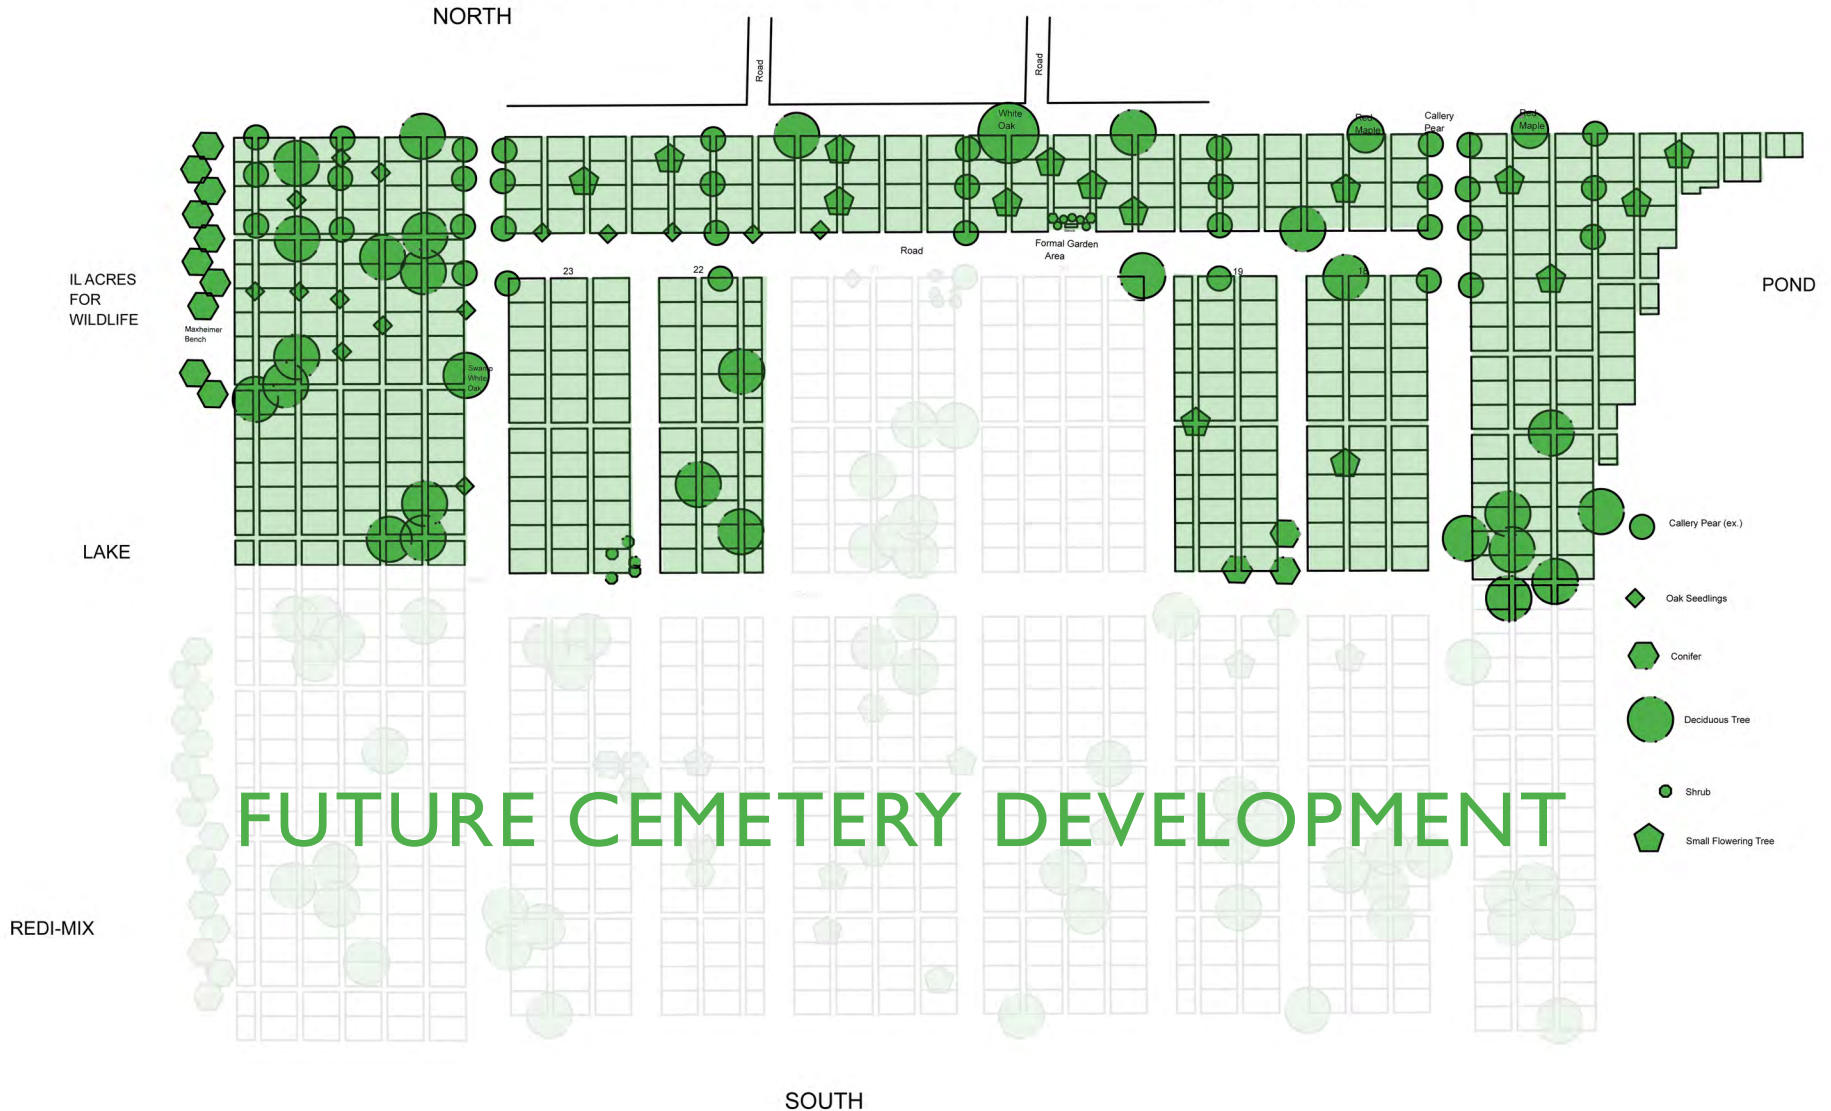 NORTH
Road
Road
White
Oak
Red
Maple
Callery
Pear
Red
Maple
Road
Formal Garden
Area
23
22
19
18
IL ACRES
FOR
WILDLIFE
POND
Maxheimer
Bench
Swamp
White
Oak
Callery Pear (ex.)
LAKE
Oak Seedlings
Conifer
Deciduous Tree
Shrub
Small Flowering Tree
FUTURE CEMETERY DEVELOPMENT
REDI-MIX
SOUTH